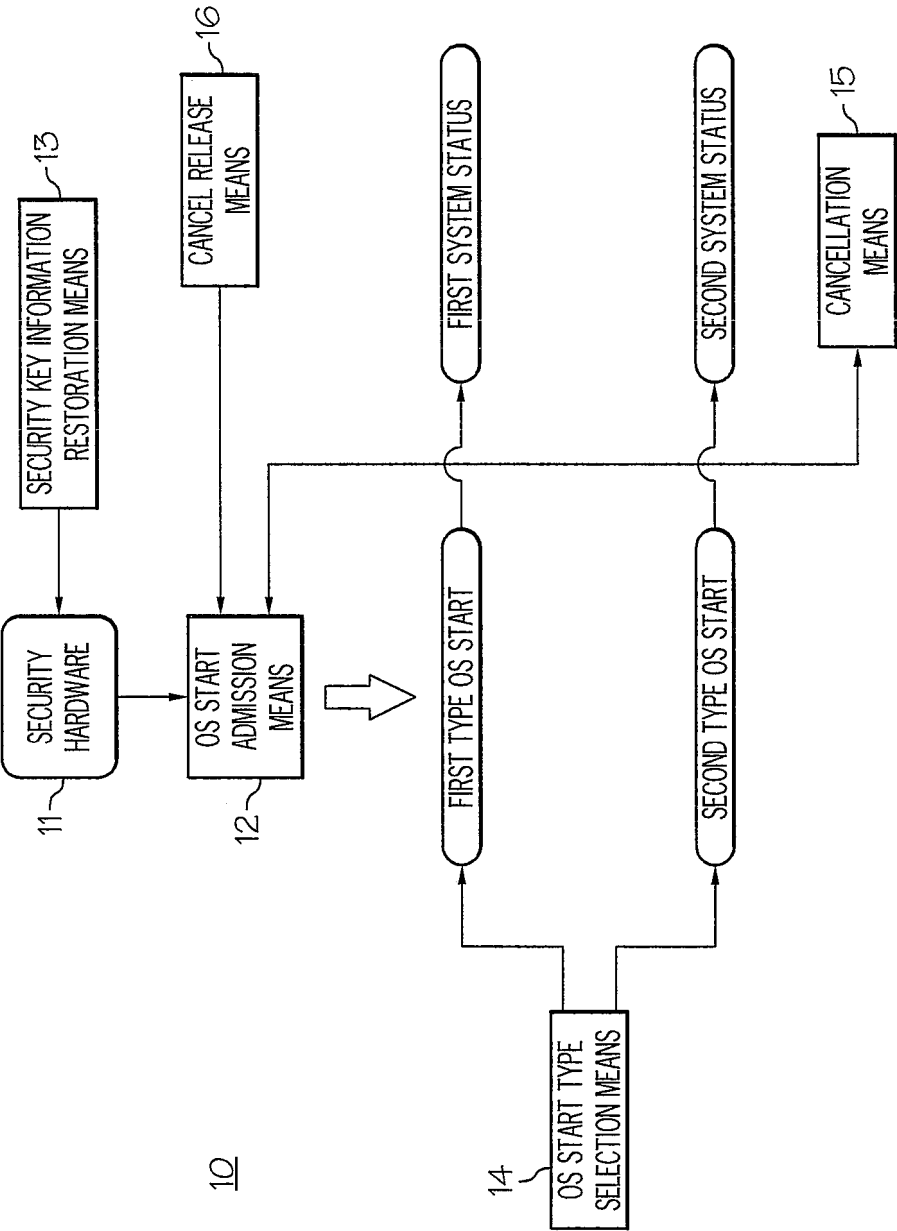 SECURITY KEY INFORMATION
RESTORATION MEANS
13
SECURITY
HARDWARE
11
CANCEL RELEASE
MEANS
16
OS START
ADMISSION
MEANS
12
FIRST TYPE OS START
FIRST SYSTEM STATUS
10
OS START TYPE
SELECTION MEANS
14
SECOND TYPE OS START
SECOND SYSTEM STATUS
CANCELLATION
MEANS
15